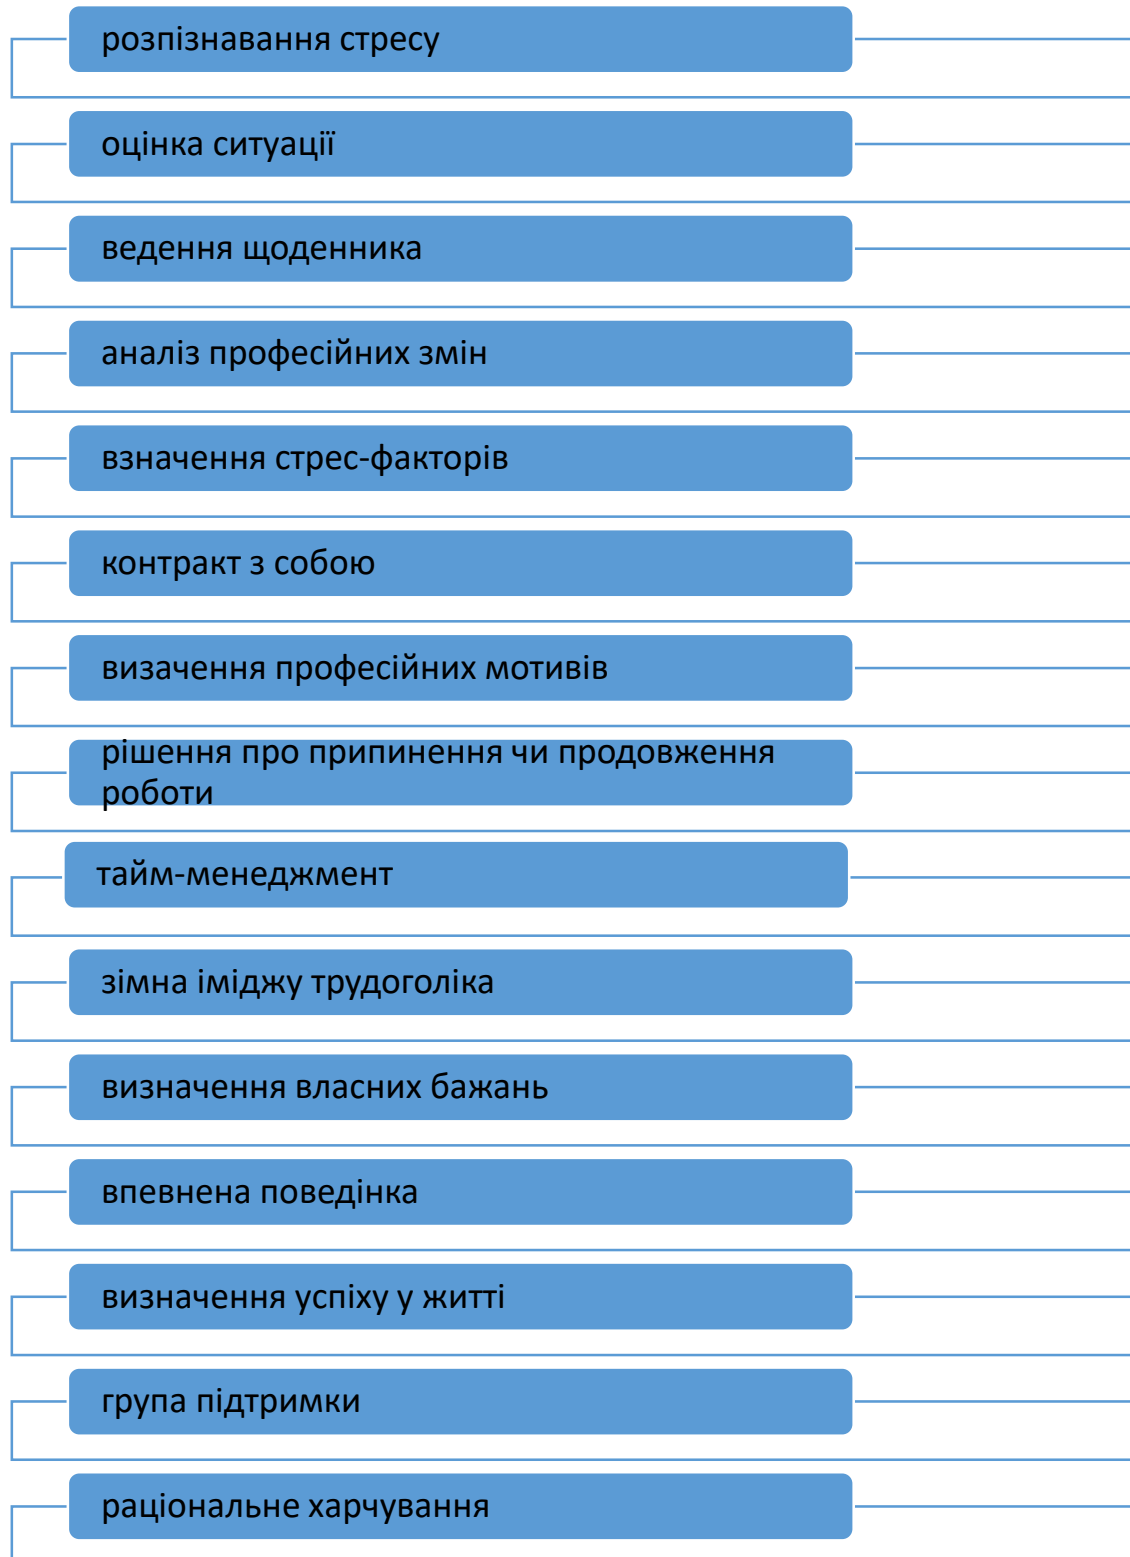 розпізнавання стресу
оцінка ситуації
ведення щоденника
аналіз професійних змін
взначення стрес-факторів
контракт з собою
визачення професійних мотивів
рішення про припинення чи продовження
роботи
тайм-менеджмент
зімна іміджу трудоголіка
визначення власних бажань
впевнена поведінка
визначення успіху у житті
група підтримки
раціональне харчування